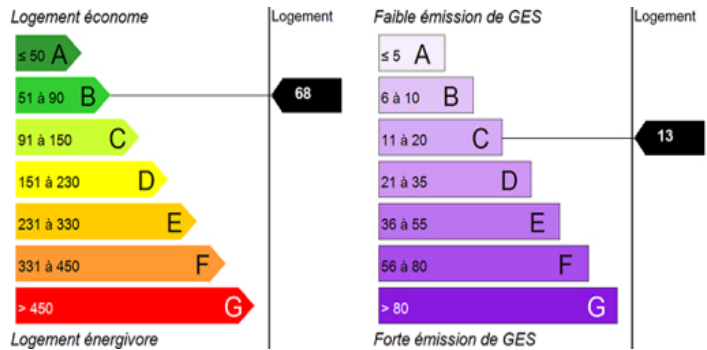 Logement économe
Logement
≤ 50 A
51 à 90 B
68
91 à 150 C
151 à 230 D
231 à 330 E
331 à 450 F
> 450 G
Logement énergivore
Faible émission de GES
Logement
≤ 5 A
6 à 10 B
11 à 20 C
13
21 à 35 D
36 à 55 E
56 à 80 F
> 80 G
Forte émission de GES